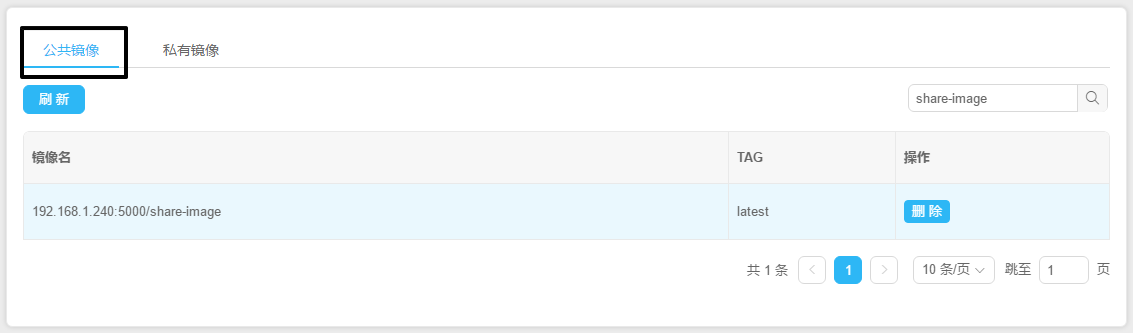 公共镜像 私有镜像
刷 新 share-image
镜像名 TAG 操作
192.168.1.240:5000/share-image latest 删 除
共 1 条 1 10 条/页 跳至 1 页